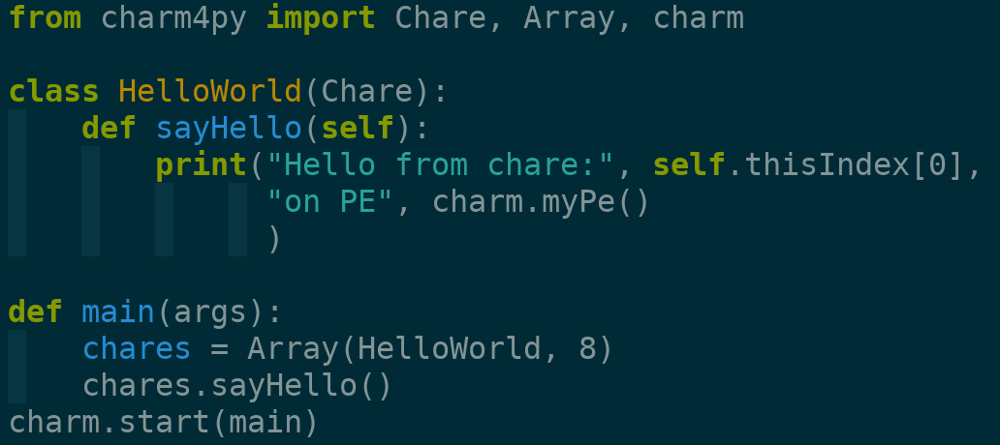 from charm4py import Chare, Array, charm

class HelloWorld(Chare):
    def sayHello(self):
        print("Hello from chare:", self.thisIndex[0],
              "on PE", charm.myPe()
              )

def main(args):
    chares = Array(HelloWorld, 8)
    chares.sayHello()
charm.start(main)